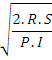 √(2.R.S / P.I)